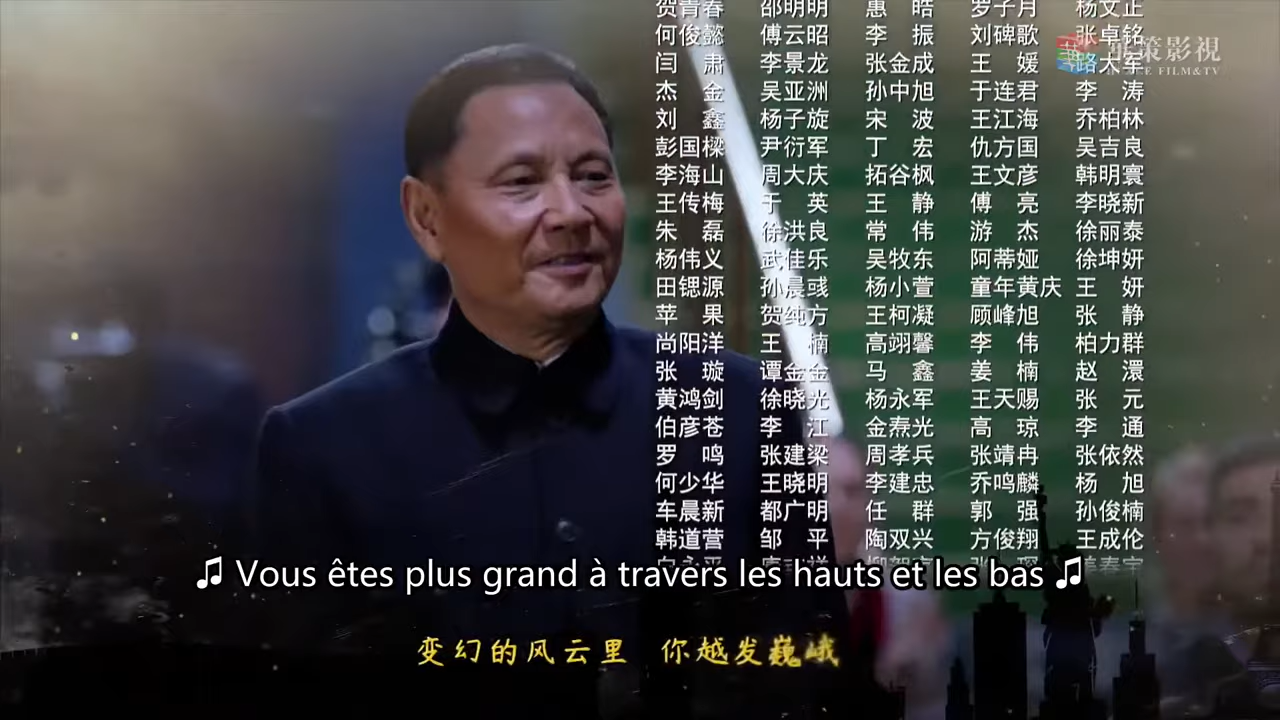 贺青春 邵明明 惠 皓 罗子月 杨文正
何俊懿 傅云昭 李 振 刘碑歌 张卓铭
闫 肃 李景龙 张金成 王 媛 路大军
杰 金 吴亚洲 孙中旭 于连君 李 涛
刘 鑫 杨子旋 宋 波 王江海 乔柏林
彭国樑 尹衍军 丁 宏 仇方国 吴吉良
李海山 周大庆 拓谷枫 王文彦 韩明寰
王传梅 于 英 王 静 傅 亮 李晓新
朱 磊 徐洪良 常 伟 游 杰 徐丽泰
杨伟义 武佳乐 吴牧东 阿蒂娅 徐坤妍
田锶源 孙晨彧 杨小萱 童年黄庆 王 妍
苹 果 贺纯方 王柯凝 顾峰旭 张 静
尚阳洋 王 楠 高翊馨 李 伟 柏力群
张 璇 谭金金 马 鑫 姜 楠 赵 澴
黄鸿剑 徐晓光 杨永军 王天赐 张 元
伯彦苍 李 江 金焘光 高 琼 李 通
罗 鸣 张建梁 周孝兵 张靖冉 张依然
何少华 王晓明 李建忠 乔鸣麟 杨 旭
车晨新 都广明 任 群 郭 强 孙俊楠
韩道营 邹 平 陶双兴 方俊翔 王成伦
策影視
FILM&TV
♫ Vous êtes plus grand à travers les hauts et les bas ♫
变幻的风云里 你越发巍峨